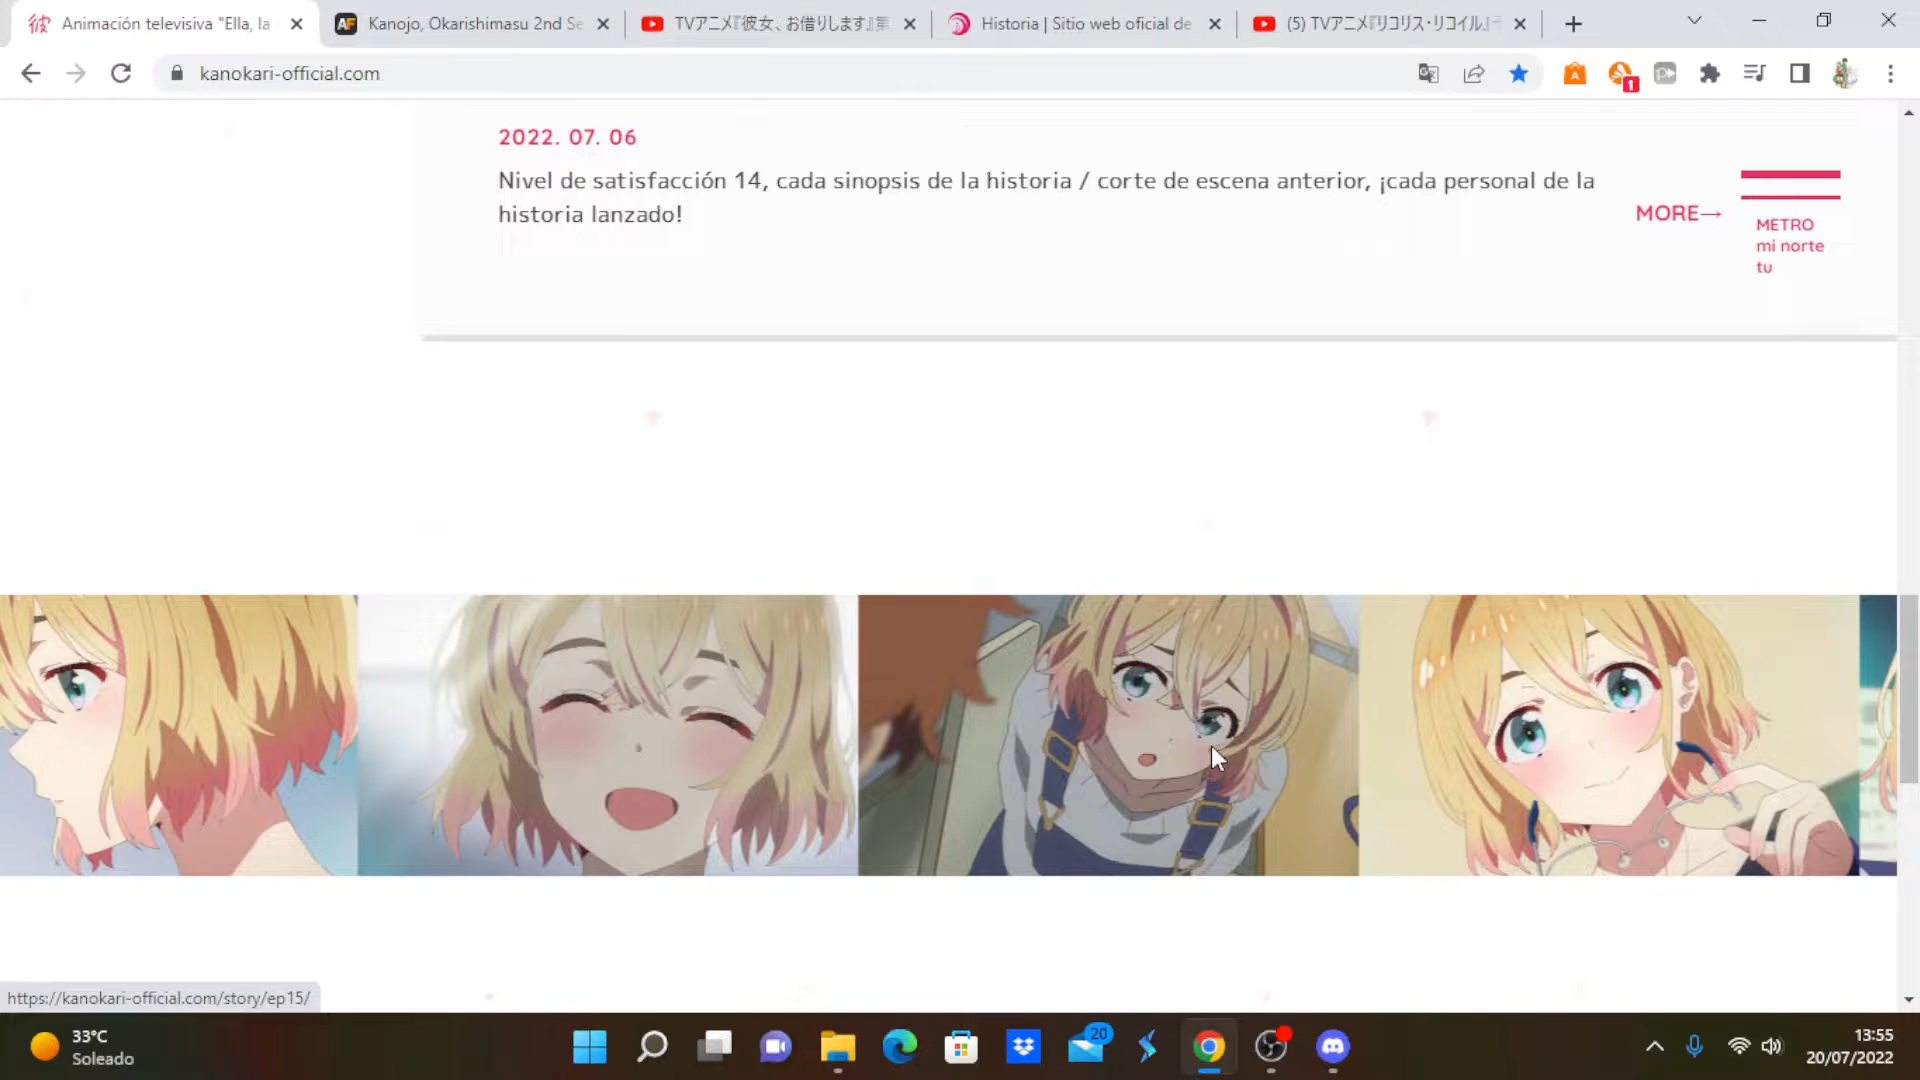 彼 Animación televisiva "Ella, la
AF Kanojo, Okarishimasu 2nd Se
TVアニメ『彼女、お借りします』第
Historia | Sitio web oficial de
(5) TVアニメ『リコリス・リコイル』
kanokari-official.com
A
1
2022. 07. 06
Nivel de satisfacción 14, cada sinopsis de la historia / corte de escena anterior, ¡cada personal de la
historia lanzado!
MORE→
METRO
mi norte
tu
https://kanokari-official.com/story/ep15/
33°C
Soleado
20
13:55
20/07/2022